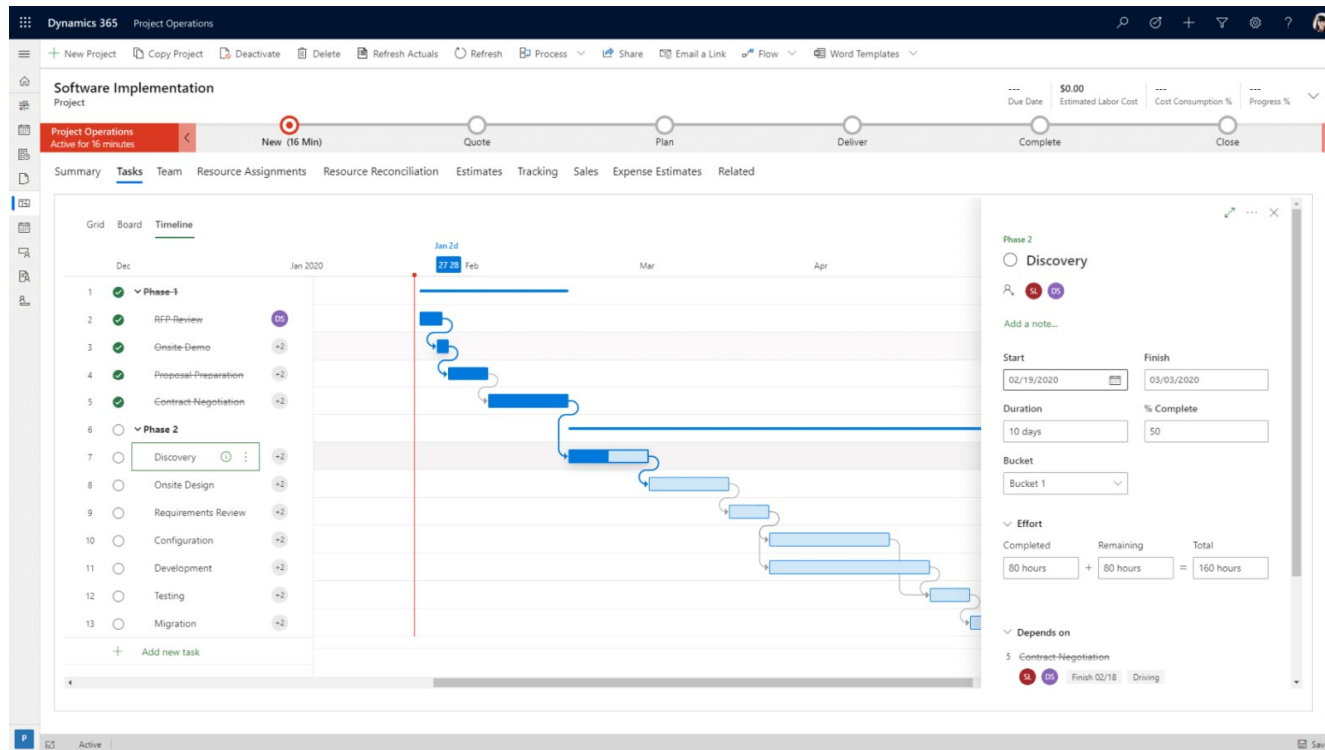 Dynamics 365 Project Operations
New Project Copy Project Deactivate Delete Refresh Actuals Refresh Process Share Email a Link Flow Word Templates
Software Implementation
Project
---
Due Date
$0.00
Estimated Labor Cost
---
Cost Consumption %
---
Progress %
Project Operations
Active for 16 minutes
New (16 Min)
Quote
Plan
Deliver
Complete
Close
Summary Tasks Team Resource Assignments Resource Reconciliation Estimates Tracking Sales Expense Estimates Related
Grid Board Timeline
Jan 2d
Dec Jan 2020 27 28 Feb Mar Apr
1 Phase 1
2 RFP Review DS
3 Onsite Demo +2
4 Proposal Preparation +2
5 Contract Negotiation +2
6 Phase 2
7 Discovery +2
8 Onsite Design +2
9 Requirements Review +2
10 Configuration +2
11 Development +2
12 Testing +2
13 Migration +2
Add new task
Phase 2
Discovery
SL DS
Add a note...
Start Finish
02/19/2020 03/03/2020
Duration % Complete
10 days 50
Bucket
Bucket 1
Effort
Completed Remaining Total
80 hours + 80 hours = 160 hours
Depends on
5 Contract Negotiation
SL DS Finish 02/18 Driving
P
Active